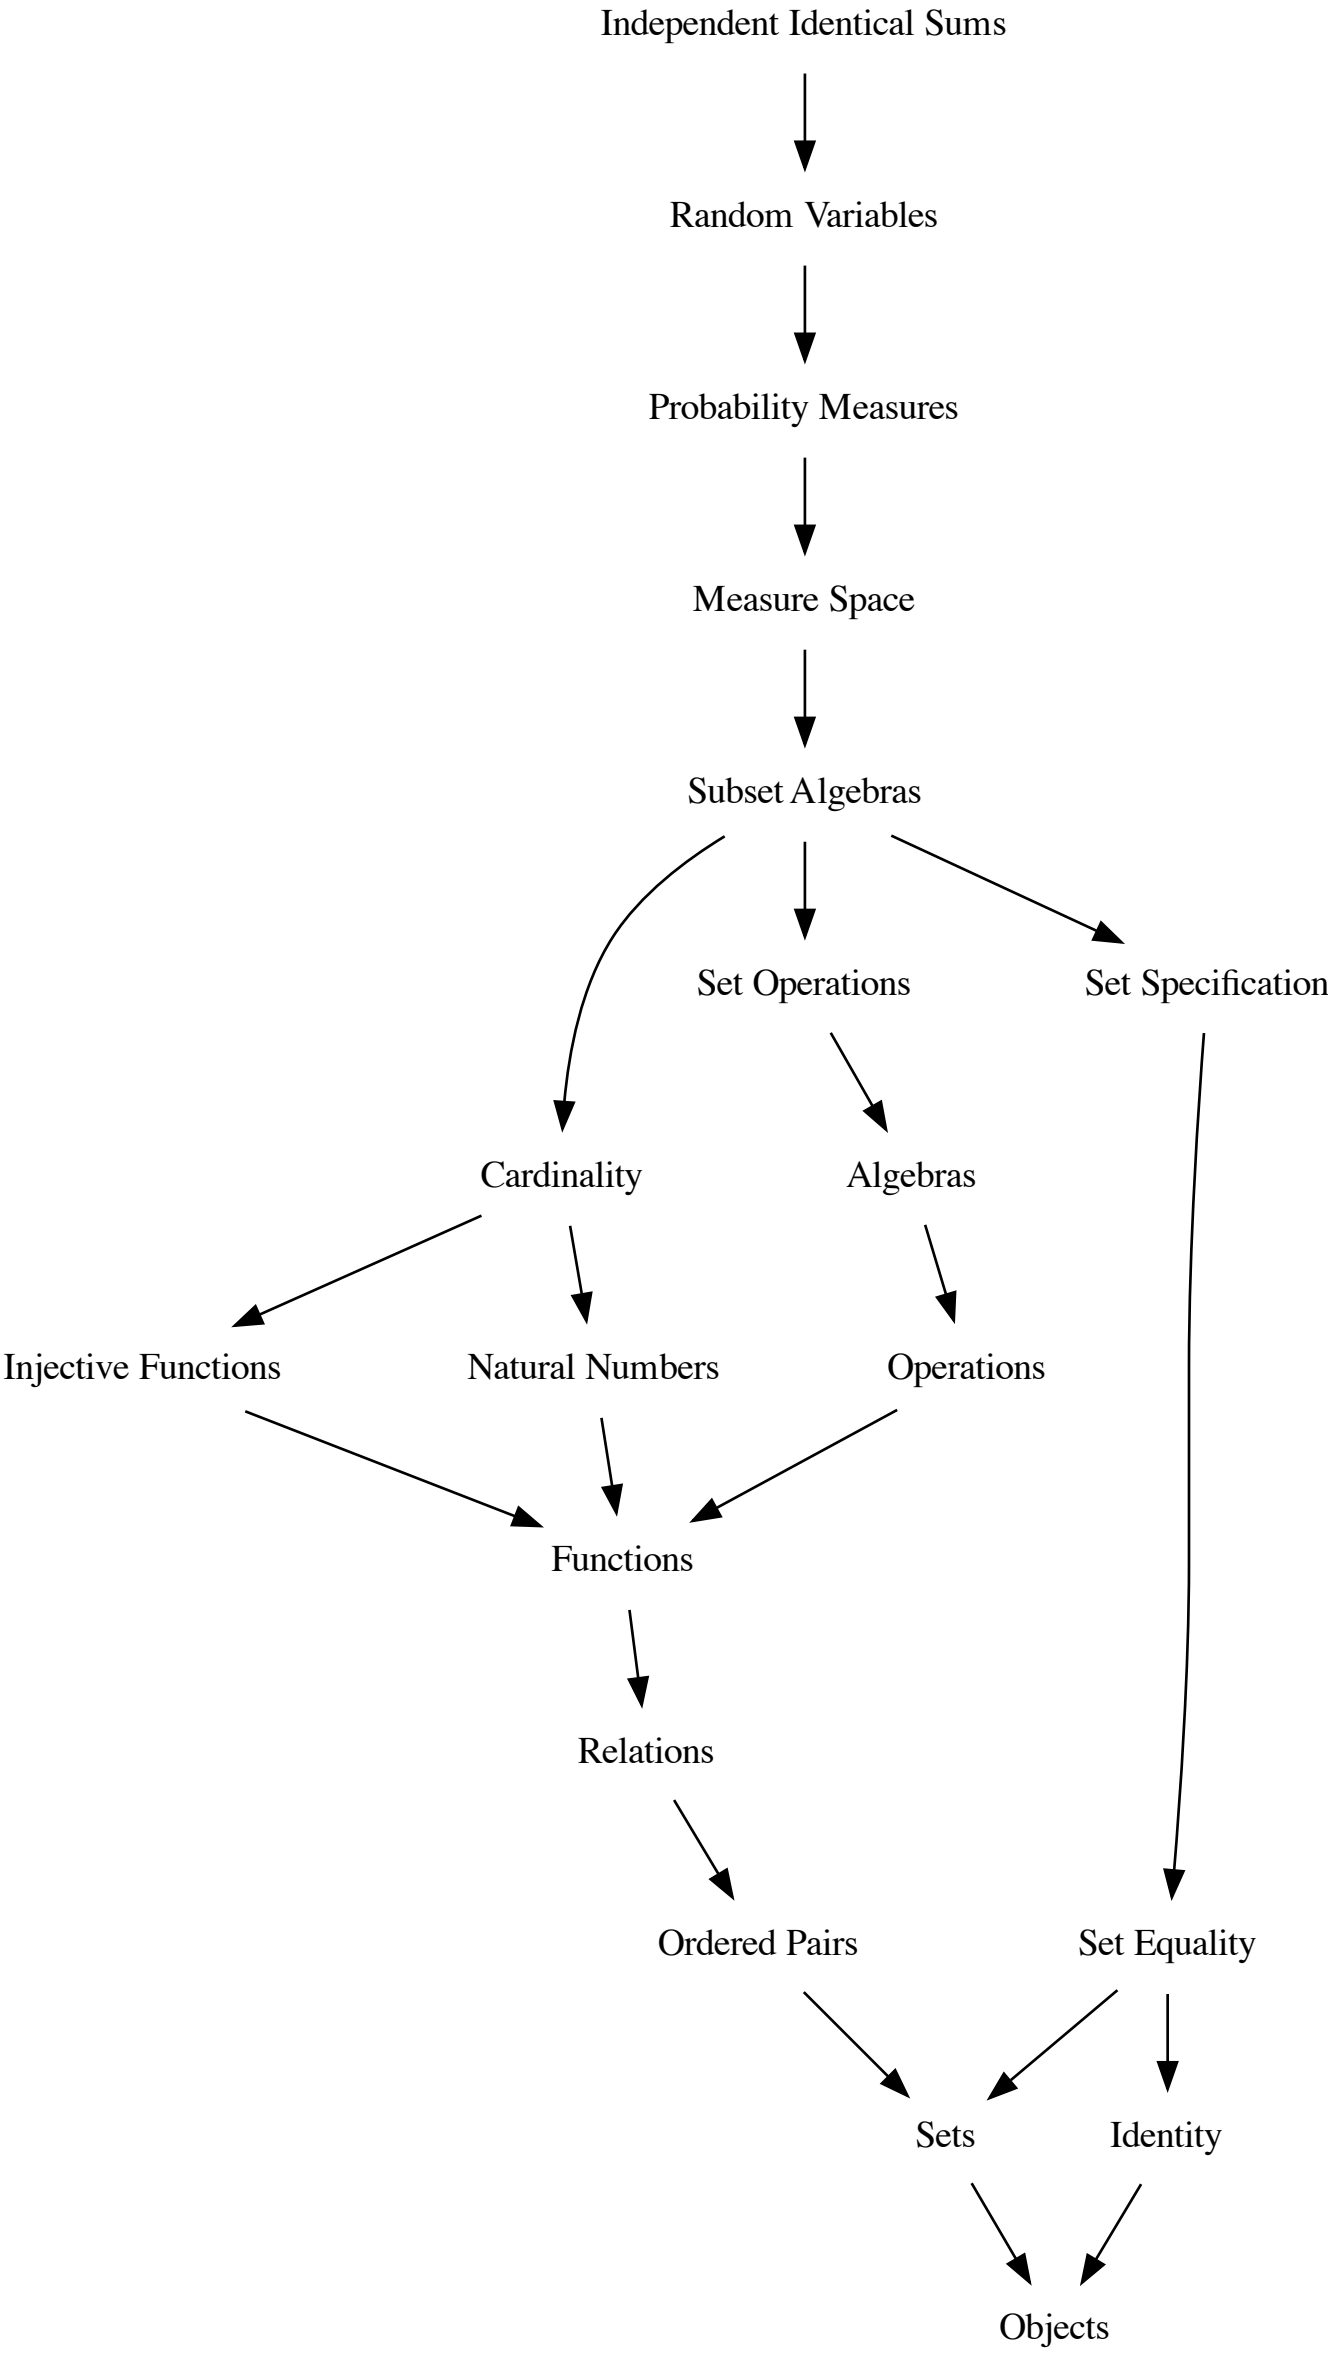 Independent Identical Sums
Random Variables
Probability Measures
Measure Space
Subset Algebras
Set Operations
Set Specification
Cardinality
Algebras
Injective Functions
Natural Numbers
Operations
Functions
Relations
Ordered Pairs
Set Equality
Sets
Identity
Objects